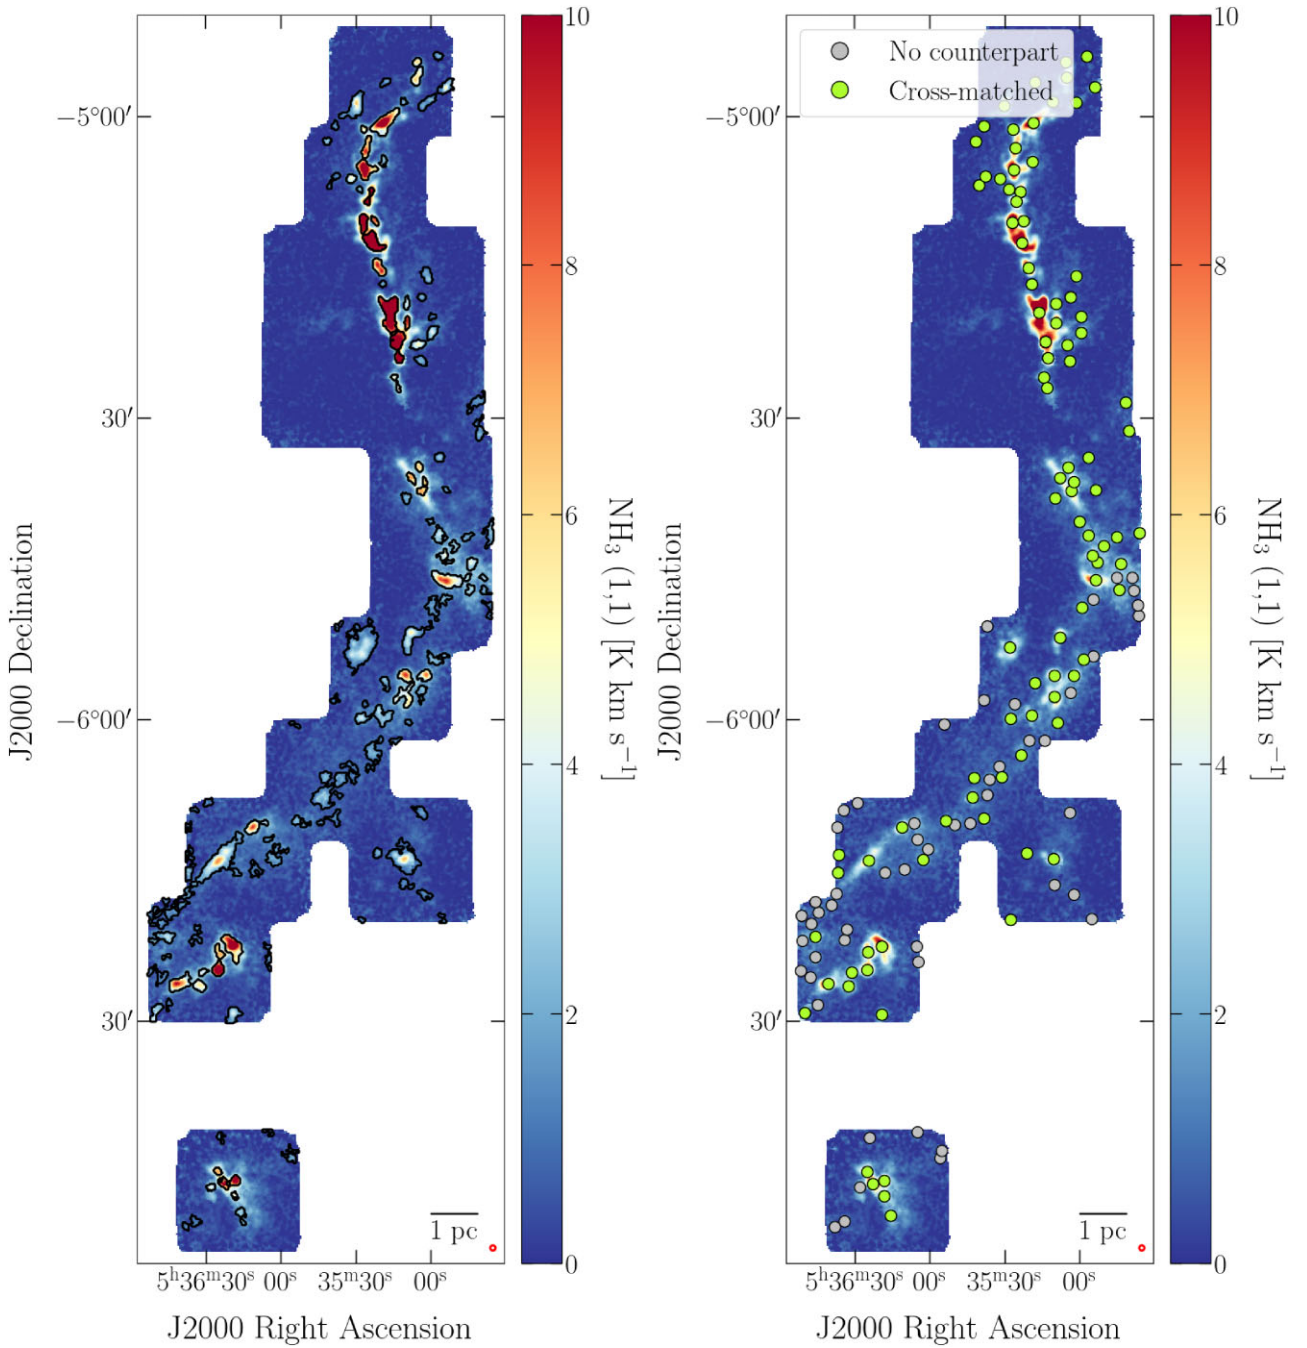 −5°00′
30′
−6°00′
30′
J2000 Declination
5ʰ36ᵐ30ˢ 00ˢ 35ᵐ30ˢ 00ˢ
J2000 Right Ascension
1 pc
10
8
6
4
2
0
NH₃ (1,1) [K km s⁻¹]
No counterpart
Cross-matched
−5°00′
30′
−6°00′
30′
J2000 Declination
5ʰ36ᵐ30ˢ 00ˢ 35ᵐ30ˢ 00ˢ
J2000 Right Ascension
1 pc
10
8
6
4
2
0
NH₃ (1,1) [K km s⁻¹]